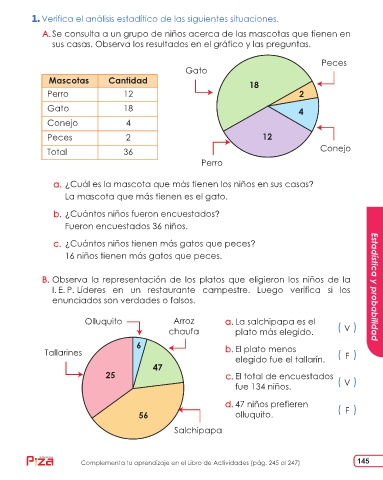 1. Verifica el análisis estadítico de las siguientes situaciones.
A. Se consulta a un grupo de niños acerca de las mascotas que tienen en
sus casas. Observa los resultados en el gráfico y las preguntas.
Mascotas Cantidad
Perro 12
Gato 18
Conejo 4
Peces 2
Total 36
Gato
Peces
18
2
4
12
Conejo
Perro
a. ¿Cuál es la mascota que más tienen los niños en sus casas?
La mascota que más tienen es el gato.
b. ¿Cuántos niños fueron encuestados?
Fueron encuestados 36 niños.
c. ¿Cuántos niños tienen más gatos que peces?
16 niños tienen más gatos que peces.
B. Observa la representación de los platos que eligieron los niños de la
I. E. P. Líderes en un restaurante campestre. Luego verifica si los
enunciados son verdades o falsos.
Olluquito
Arroz
chaufa
Tallarines
6
47
25
56
Salchipapa
a. La salchipapa es el
plato más elegido. ( V )
b. El plato menos
elegido fue el tallarín. ( F )
c. El total de encuestados
fue 134 niños. ( V )
d. 47 niños prefieren
olluquito. ( F )
Estadística y probabilidad
Pizza
Complementa tu aprendizaje en el Libro de Actividades (pág. 245 al 247)
145